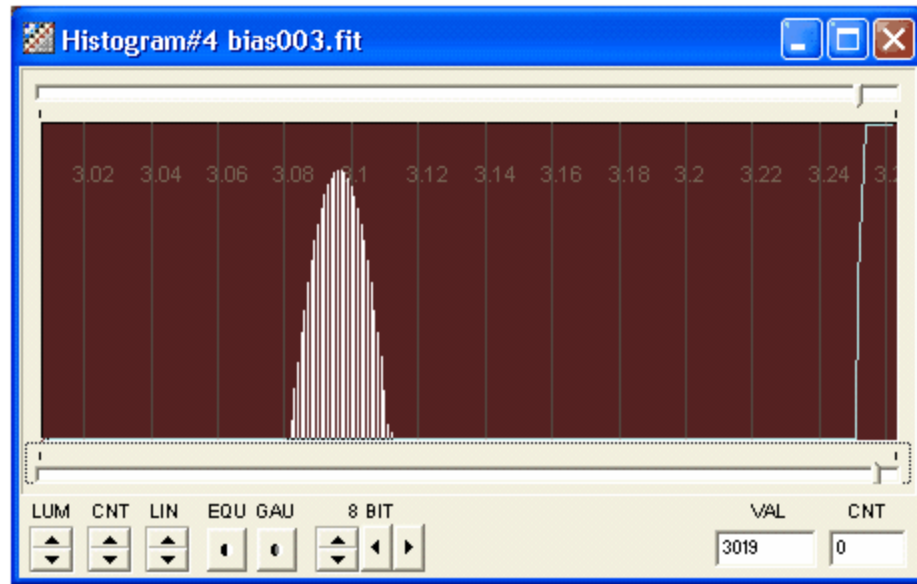 Histogram#4 bias003.fit
3.02 3.04 3.06 3.08 3.1 3.12 3.14 3.16 3.18 3.2 3.22 3.24
LUM CNT LIN EQU GAU 8 BIT VAL CNT
3019 0